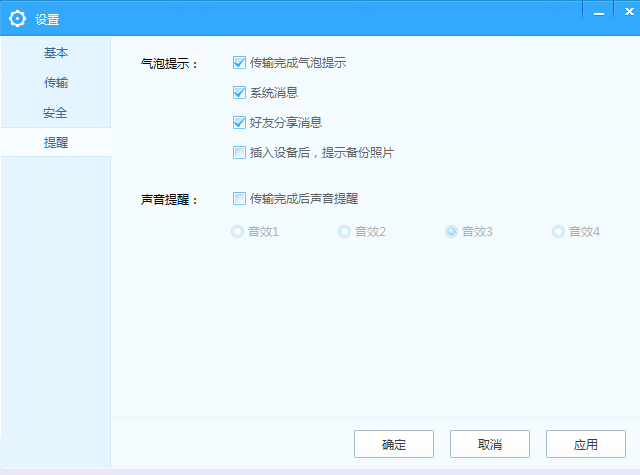 设置
基本
传输
安全
提醒
气泡提示：
传输完成气泡提示
系统消息
好友分享消息
插入设备后，提示备份照片
声音提醒：
传输完成后声音提醒
音效1 音效2 音效3 音效4
确定 取消 应用